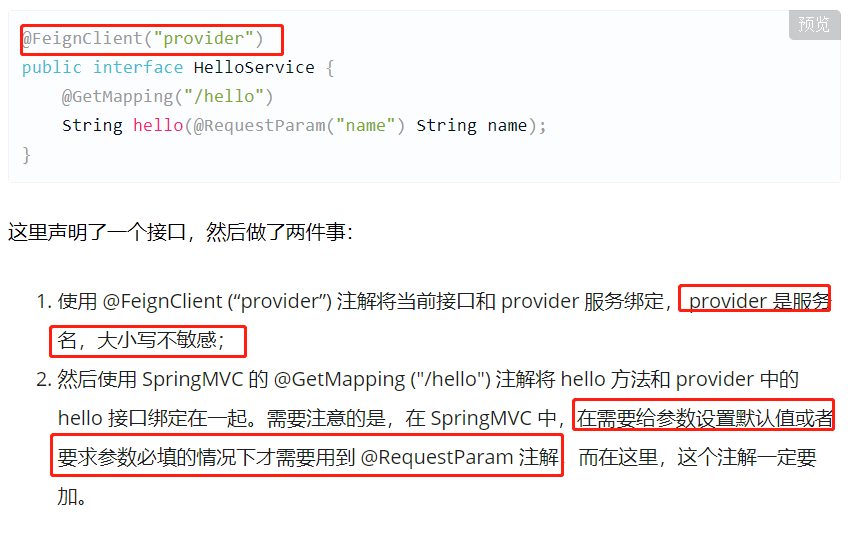 预览
@FeignClient("provider")
public interface HelloService {
@GetMapping("/hello")
String hello(@RequestParam("name") String name);
}
这里声明了一个接口，然后做了两件事：
1. 使用 @FeignClient (“provider”) 注解将当前接口和 provider 服务绑定，provider 是服务
名，大小写不敏感；
2. 然后使用 SpringMVC 的 @GetMapping ("/hello") 注解将 hello 方法和 provider 中的
hello 接口绑定在一起。需要注意的是，在 SpringMVC 中，在需要给参数设置默认值或者
要求参数必填的情况下才需要用到 @RequestParam 注解，而在这里，这个注解一定要
加。